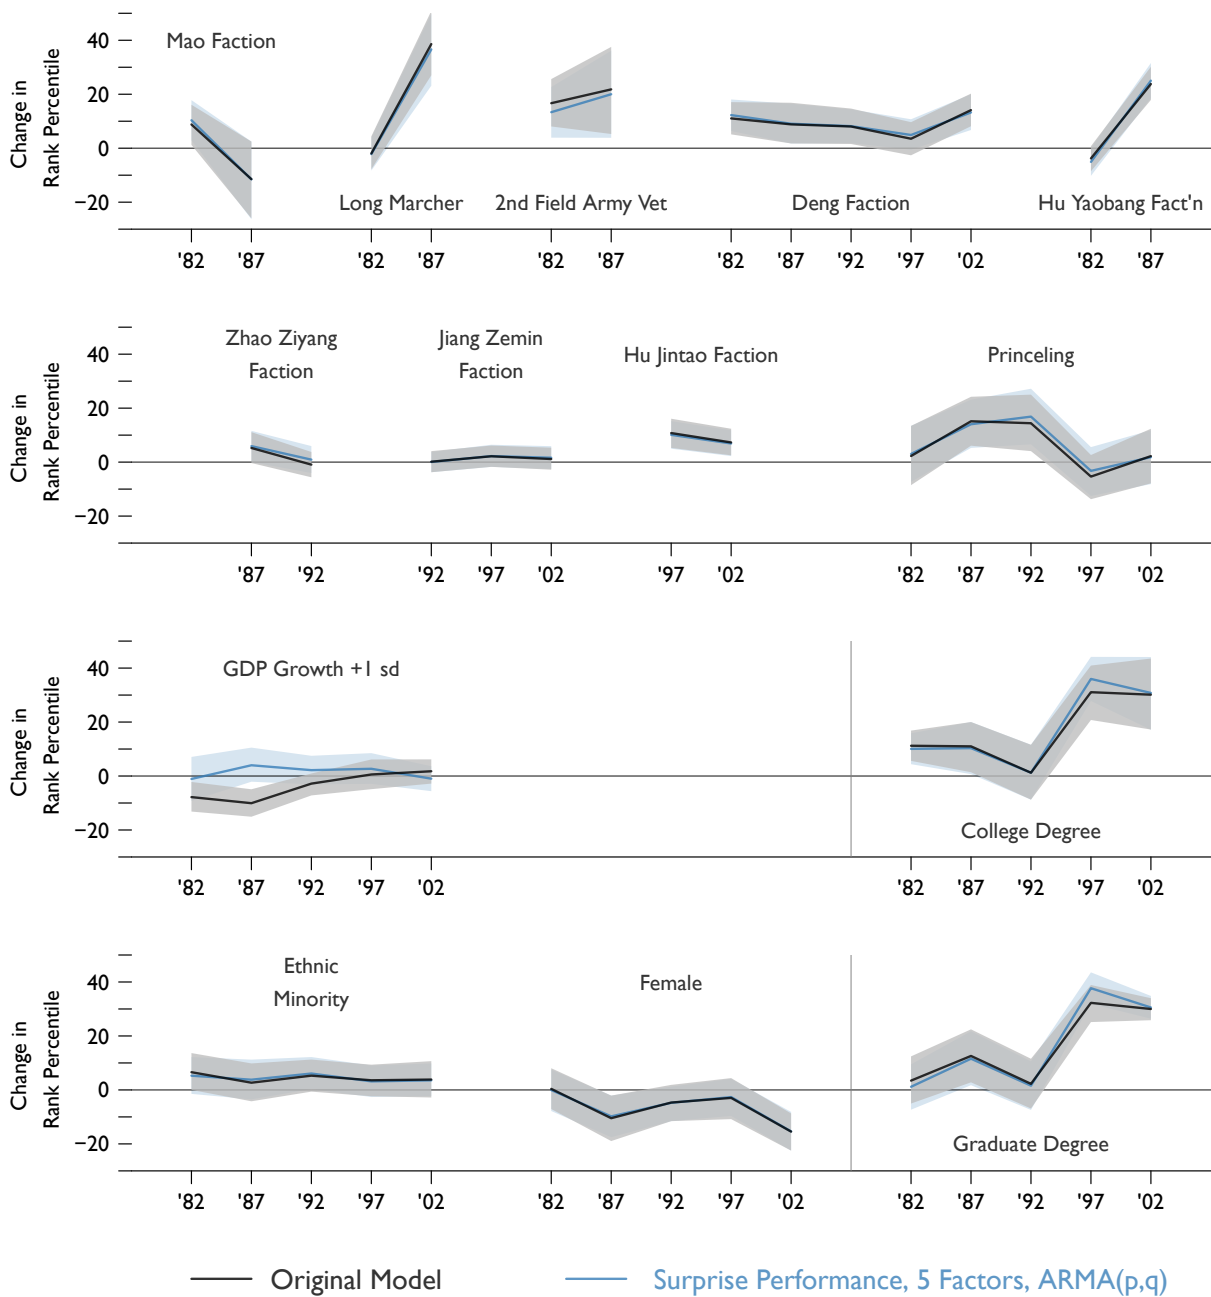 Change in
Rank Percentile
40
20
0
−20
Mao Faction
Long Marcher
2nd Field Army Vet
Deng Faction
Hu Yaobang Fact'n
'82 '87 '82 '87 '82 '87 '82 '87 '92 '97 '02 '82 '87
Change in
Rank Percentile
40
20
0
−20
Zhao Ziyang
Faction
Jiang Zemin
Faction
Hu Jintao Faction
Princeling
'87 '92 '92 '97 '02 '97 '02 '82 '87 '92 '97 '02
Change in
Rank Percentile
40
20
0
−20
GDP Growth +1 sd
College Degree
'82 '87 '92 '97 '02 '82 '87 '92 '97 '02
Change in
Rank Percentile
40
20
0
−20
Ethnic
Minority
Female
Graduate Degree
'82 '87 '92 '97 '02 '82 '87 '92 '97 '02 '82 '87 '92 '97 '02
Original Model
Surprise Performance, 5 Factors, ARMA(p,q)